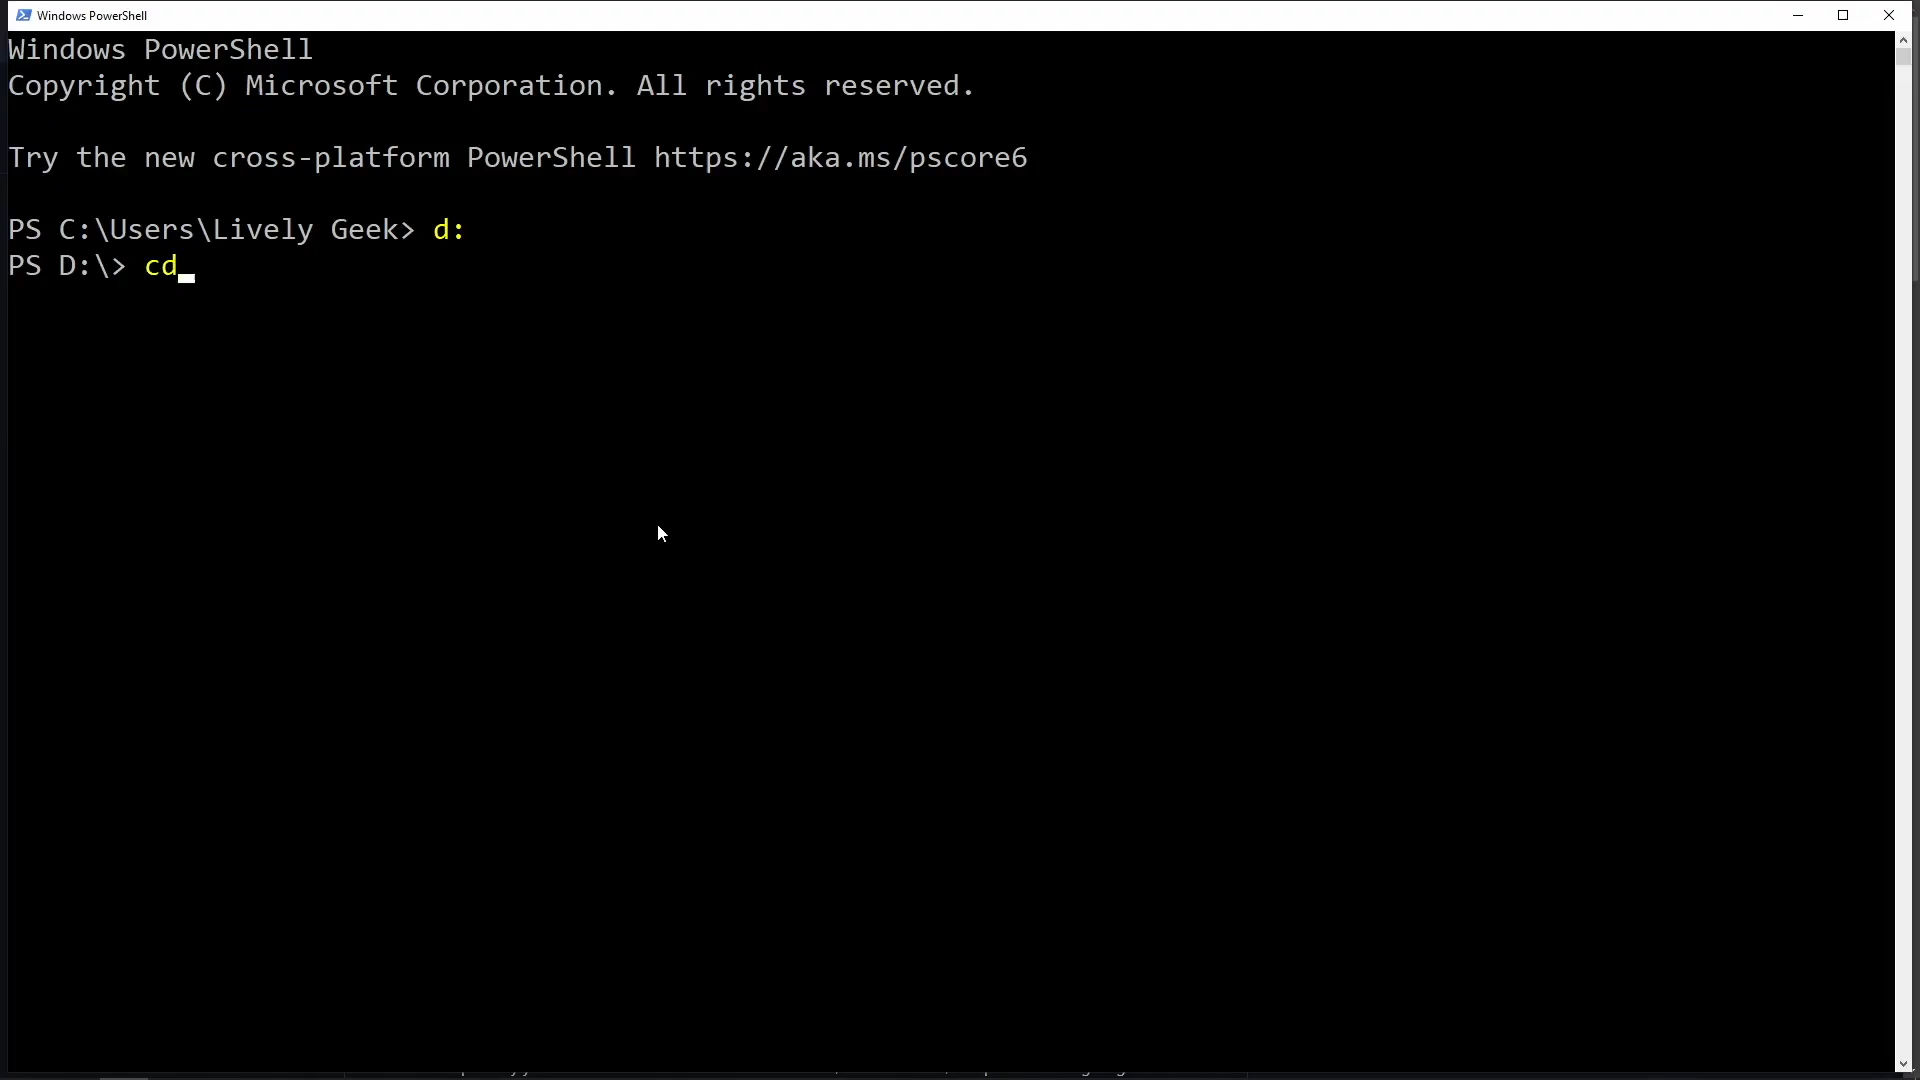 Windows PowerShell
Windows PowerShell
Copyright (C) Microsoft Corporation. All rights reserved.
Try the new cross-platform PowerShell https://aka.ms/pscore6
PS C:\Users\Lively Geek> d:
PS D:\> cd